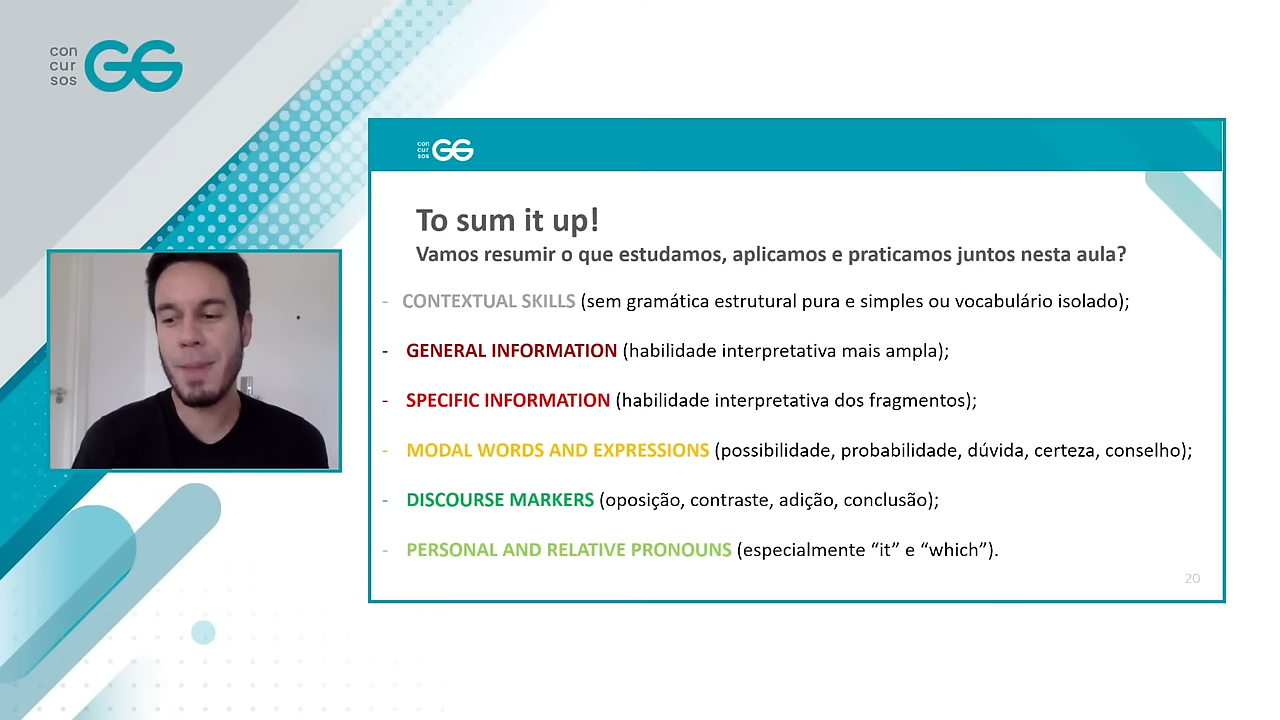 con
cur
sos
GG
con
cur
sos
GG
To sum it up!
Vamos resumir o que estudamos, aplicamos e praticamos juntos nesta aula?
- CONTEXTUAL SKILLS (sem gramática estrutural pura e simples ou vocabulário isolado);
- GENERAL INFORMATION (habilidade interpretativa mais ampla);
- SPECIFIC INFORMATION (habilidade interpretativa dos fragmentos);
- MODAL WORDS AND EXPRESSIONS (possibilidade, probabilidade, dúvida, certeza, conselho);
- DISCOURSE MARKERS (oposição, contraste, adição, conclusão);
- PERSONAL AND RELATIVE PRONOUNS (especialmente “it” e “which”).
20